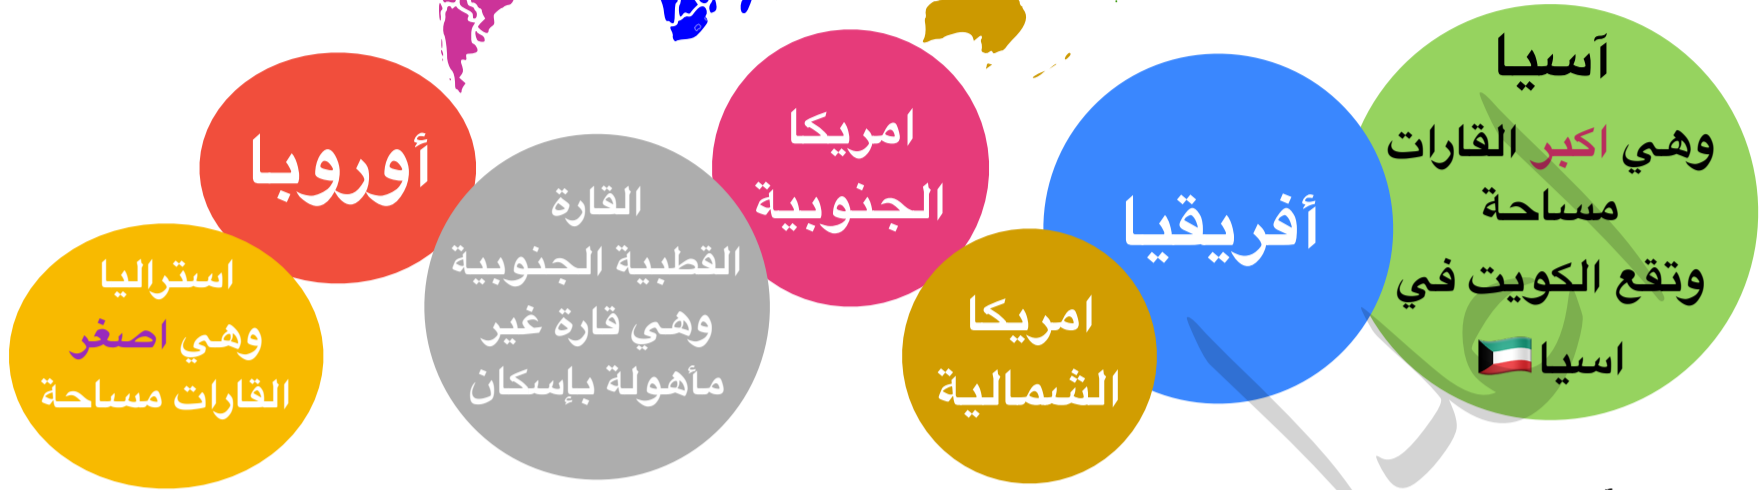 آسيا
وهي اكبر القارات
مساحة
وتقع الكويت في
اسيا
أفريقيا
امريكا
الشمالية
امريكا
الجنوبية
القارة
القطبية الجنوبية
وهي قارة غير
مأهولة بإسكان
أوروبا
استراليا
وهي اصغر
القارات مساحة